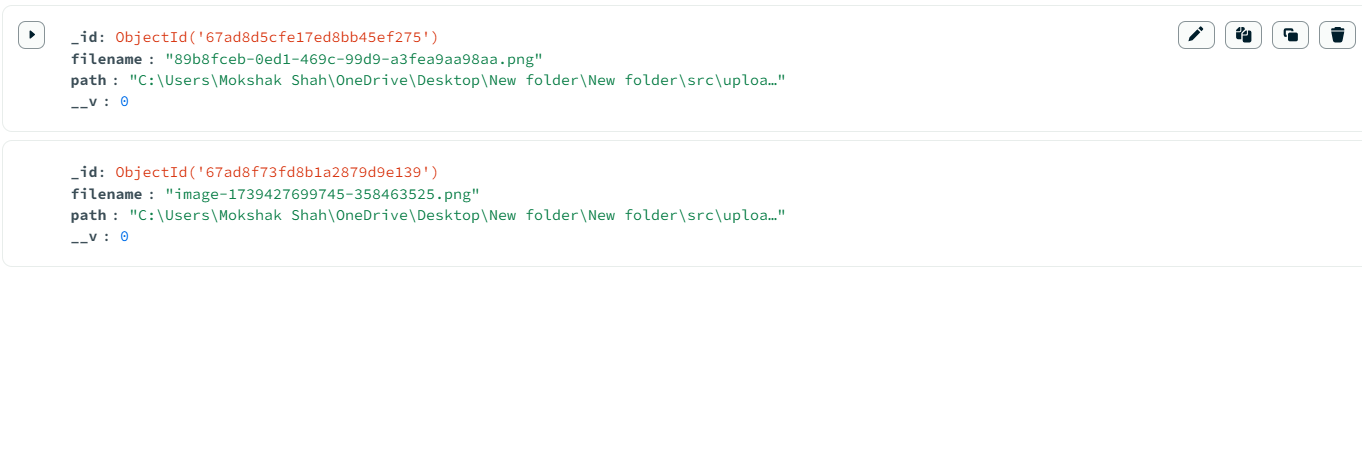 _id: ObjectId('67ad8d5cfe17ed8bb45ef275')
filename : "89b8fceb-0ed1-469c-99d9-a3fea9aa98aa.png"
path : "C:\Users\Mokshak Shah\OneDrive\Desktop\New folder\New folder\src\uploa…"
__v : 0
_id: ObjectId('67ad8f73fd8b1a2879d9e139')
filename : "image-1739427699745-358463525.png"
path : "C:\Users\Mokshak Shah\OneDrive\Desktop\New folder\New folder\src\uploa…"
__v : 0